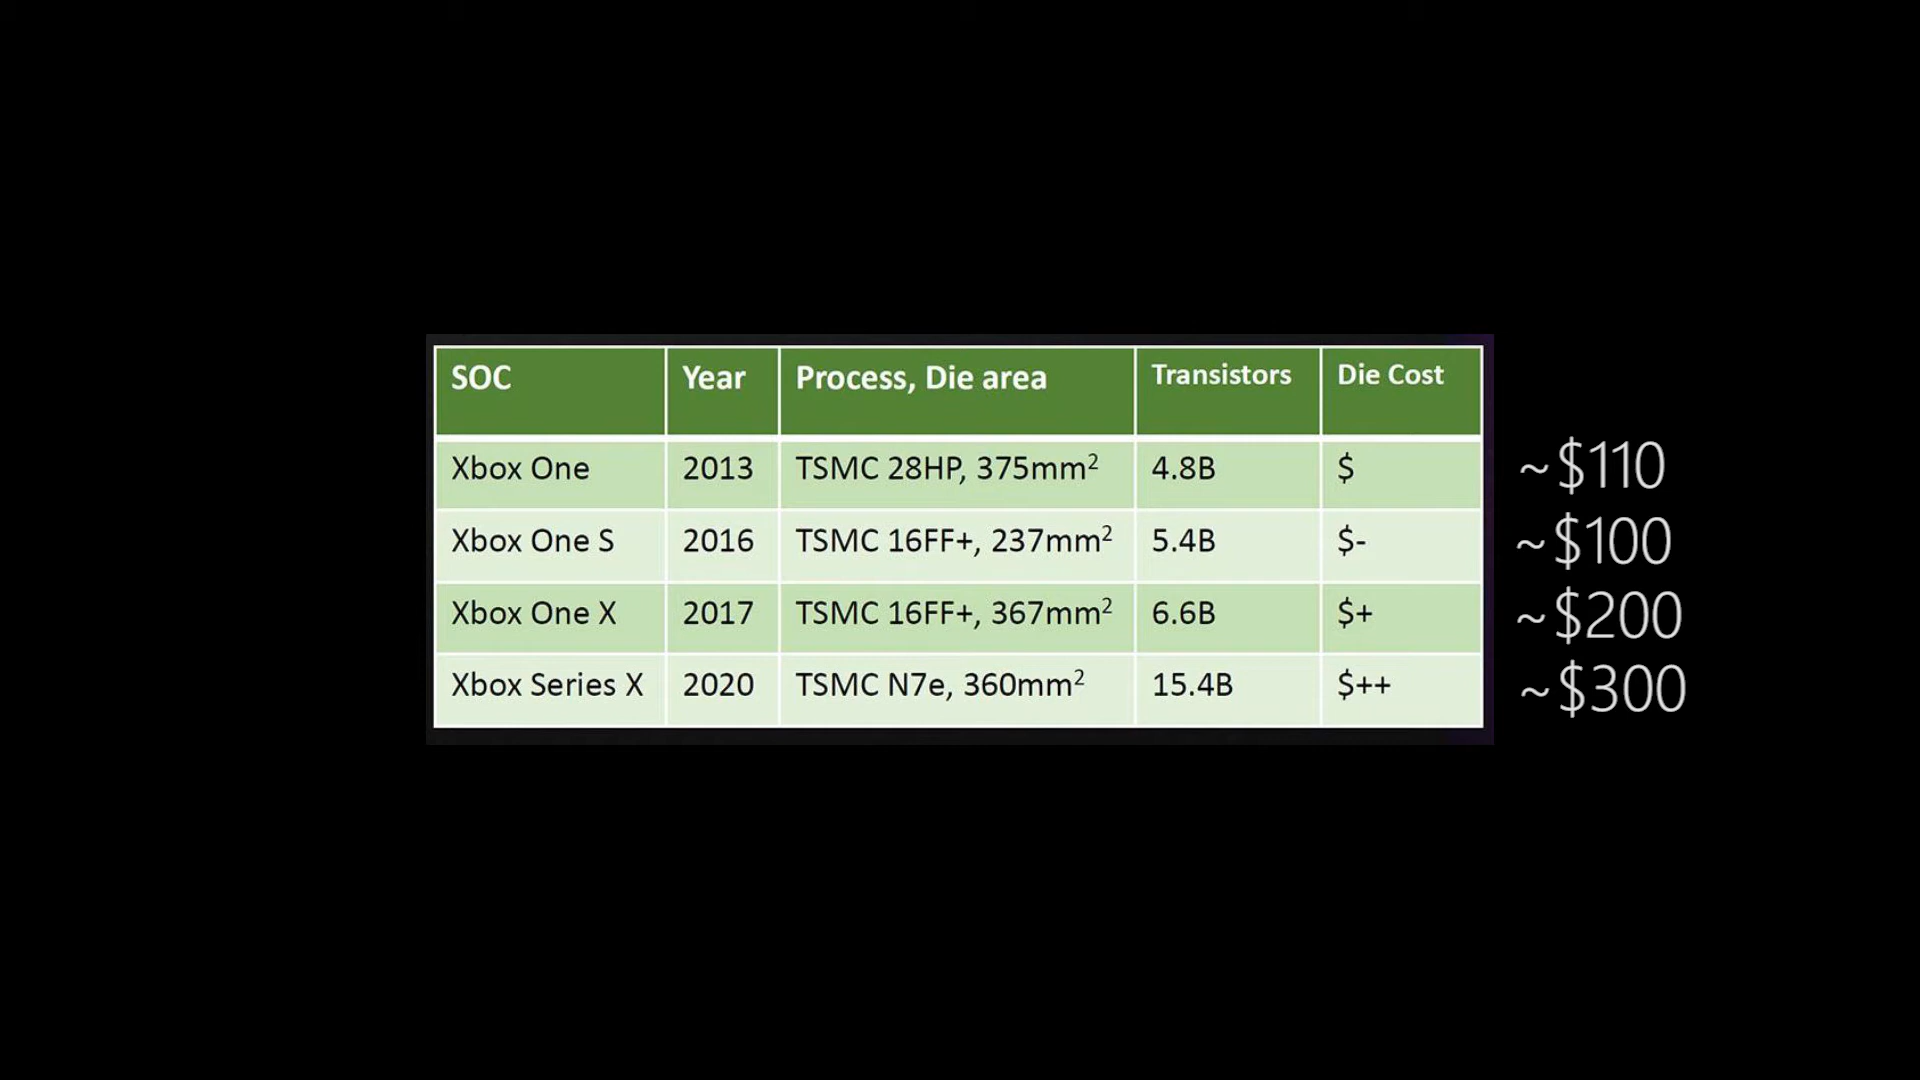 SOC Year Process, Die area Transistors Die Cost
Xbox One 2013 TSMC 28HP, 375mm² 4.8B $ ~$110
Xbox One S 2016 TSMC 16FF+, 237mm² 5.4B $- ~$100
Xbox One X 2017 TSMC 16FF+, 367mm² 6.6B $+ ~$200
Xbox Series X 2020 TSMC N7e, 360mm² 15.4B $++ ~$300